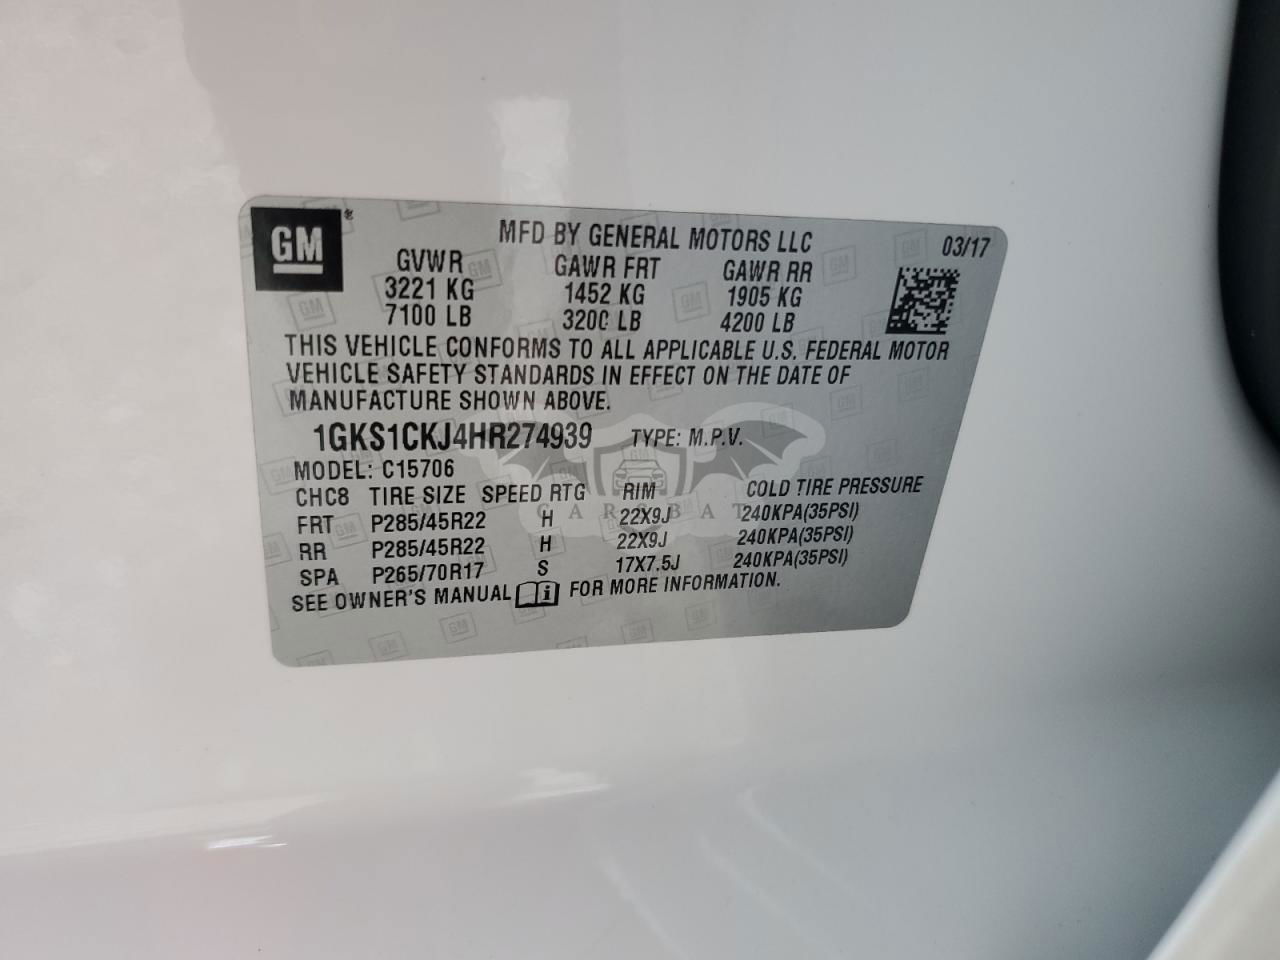 GM
MFD BY GENERAL MOTORS LLC 03/17
GVWR GAWR FRT GAWR RR
3221 KG 1452 KG 1905 KG
7100 LB 3200 LB 4200 LB
THIS VEHICLE CONFORMS TO ALL APPLICABLE U.S. FEDERAL MOTOR
VEHICLE SAFETY STANDARDS IN EFFECT ON THE DATE OF
MANUFACTURE SHOWN ABOVE.
1GKS1CKJ4HR274939 TYPE: M.P.V.
MODEL: C15706
CHC8 TIRE SIZE SPEED RTG RIM COLD TIRE PRESSURE
FRT P285/45R22 H 22X9J 240KPA(35PSI)
RR P285/45R22 H 22X9J 240KPA(35PSI)
SPA P265/70R17 S 17X7.5J 240KPA(35PSI)
SEE OWNER'S MANUAL FOR MORE INFORMATION.